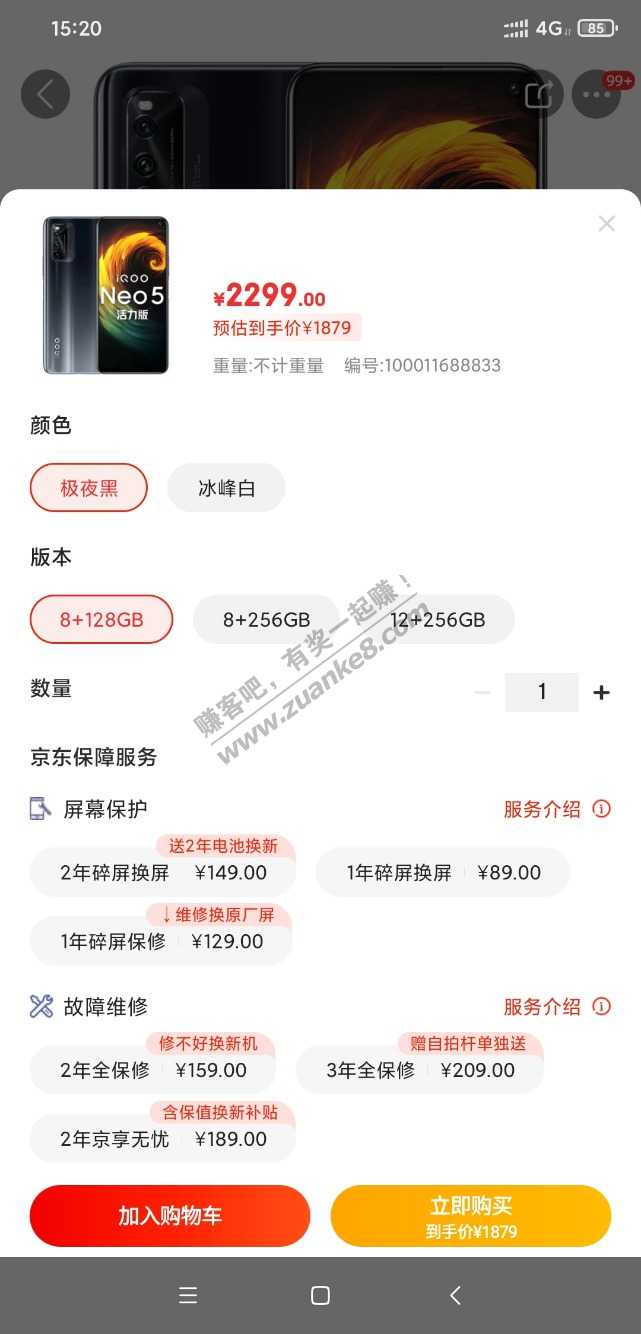 15:20
4G
85
99+
iQOO
Neo 5
活力版
¥2299.00
预估到手价¥1879
重量:不计重量 编号:100011688833
颜色
极夜黑 冰峰白
版本
8+128GB 8+256GB 12+256GB
数量
1
赚客吧，有奖一起赚！
www.zuanke8.com
京东保障服务
屏幕保护 服务介绍
送2年电池换新
2年碎屏换屏 ¥149.00 1年碎屏换屏 ¥89.00
↓维修换原厂屏
1年碎屏保修 ¥129.00
故障维修 服务介绍
修不好换新机 赠自拍杆单独送
2年全保修 ¥159.00 3年全保修 ¥209.00
含保值换新补贴
2年京享无忧 ¥189.00
加入购物车 立即购买
到手价¥1879